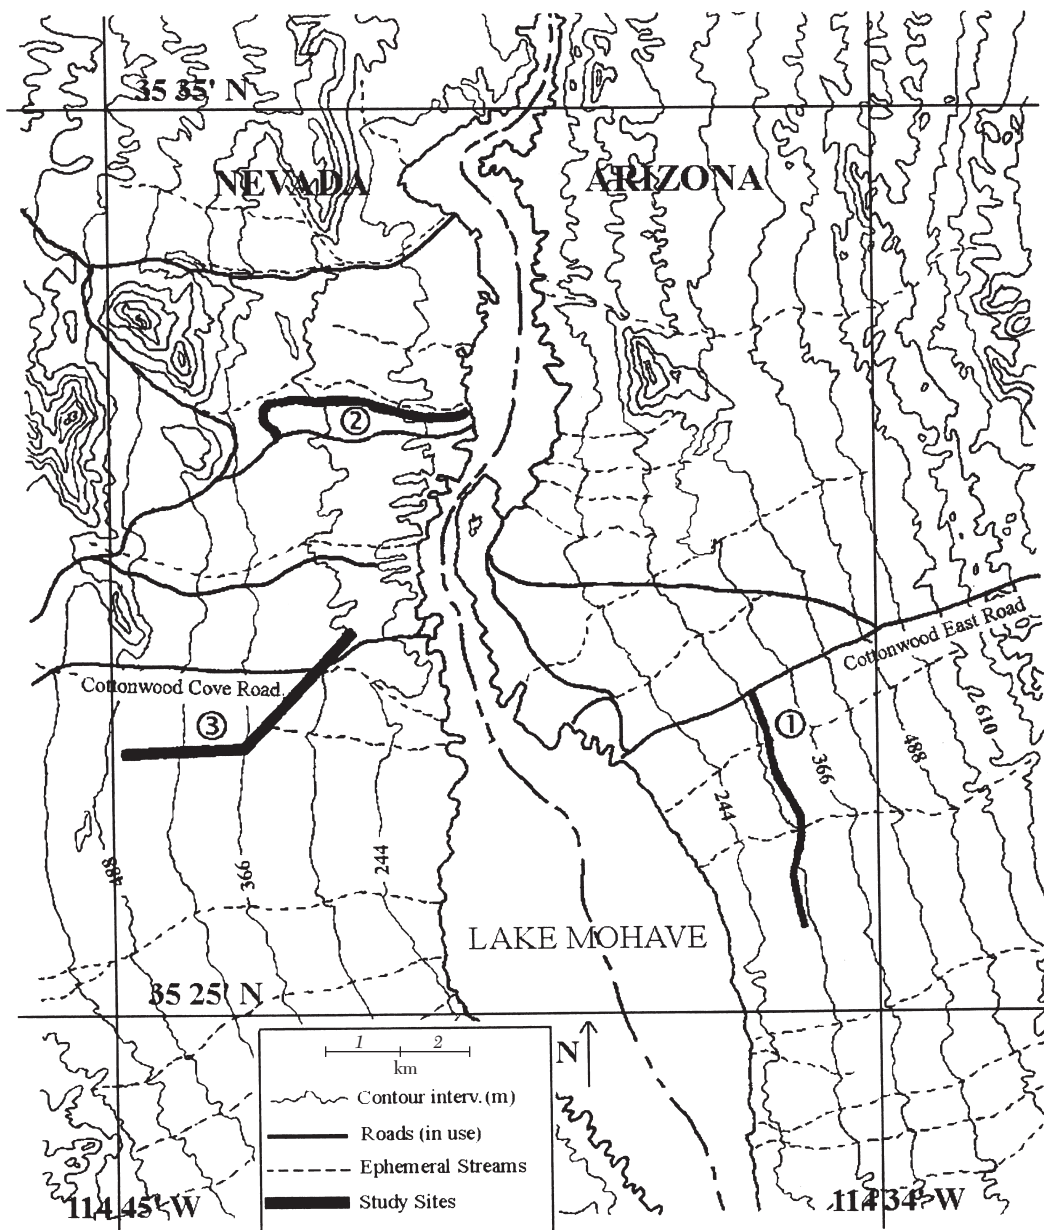 35 35' N
NEVADA
ARIZONA
②
Cottonwood East Road
Cottonwood Cove Road
③
①
610
488
366
244
488
366
244
LAKE MOHAVE
35 25' N
1 2
km
N
Contour interv. (m)
Roads (in use)
Ephemeral Streams
Study Sites
114 45' W
114 34' W